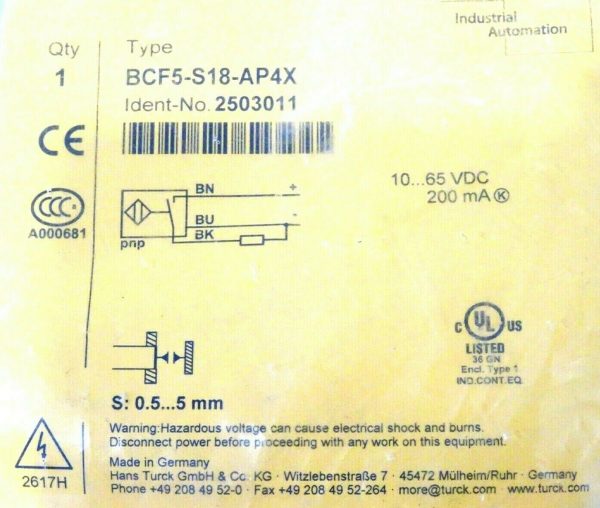 Industrial
Automation
Qty
Type
1
BCF5-S18-AP4X
Ident-No. 2503011
CE
CCC
A000681
BN
+
BU
-
BK
pnp
10...65 VDC
200 mA K
C UL US
LISTED
36 GN
Encl. Type 1
IND.CONT.EQ.
S: 0.5...5 mm
Warning:Hazardous voltage can cause electrical shock and burns.
Disconnect power before proceeding with any work on this equipment.
2617H
Made in Germany
Hans Turck GmbH & Co. KG · Witzlebenstraße 7 · 45472 Mülheim/Ruhr · Germany
Phone +49 208 49 52-0 · Fax +49 208 49 52-264 · more@turck.com · www.turck.com